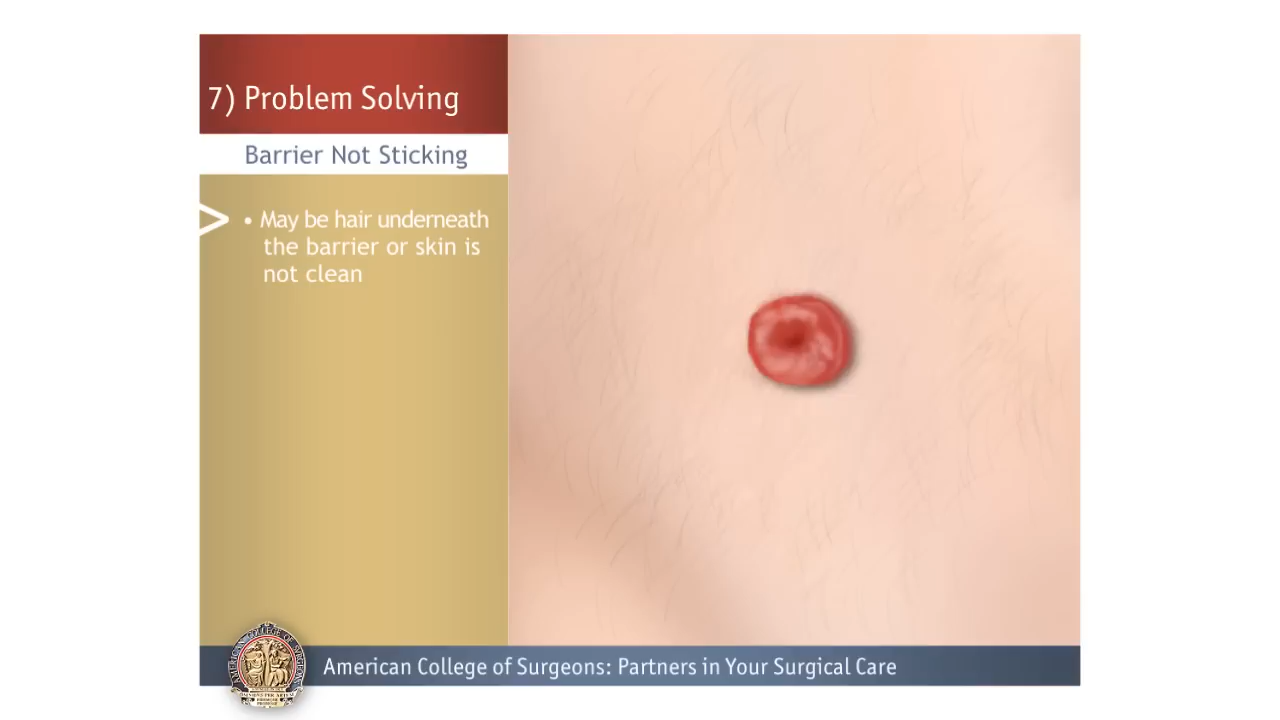 7) Problem Solving
Barrier Not Sticking
> • May be hair underneath
the barrier or skin is
not clean
American College of Surgeons: Partners in Your Surgical Care